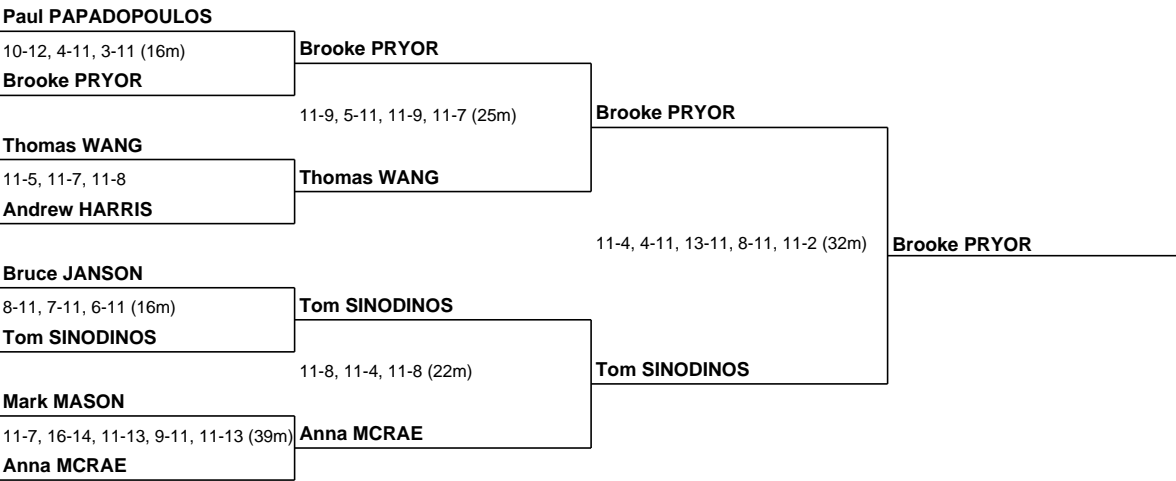 Paul PAPADOPOULOS
10-12, 4-11, 3-11 (16m)
Brooke PRYOR
Brooke PRYOR
11-9, 5-11, 11-9, 11-7 (25m)
Brooke PRYOR
Thomas WANG
11-5, 11-7, 11-8
Thomas WANG
Andrew HARRIS
11-4, 4-11, 13-11, 8-11, 11-2 (32m)
Brooke PRYOR
Bruce JANSON
8-11, 7-11, 6-11 (16m)
Tom SINODINOS
Tom SINODINOS
11-8, 11-4, 11-8 (22m)
Tom SINODINOS
Mark MASON
11-7, 16-14, 11-13, 9-11, 11-13 (39m)
Anna MCRAE
Anna MCRAE